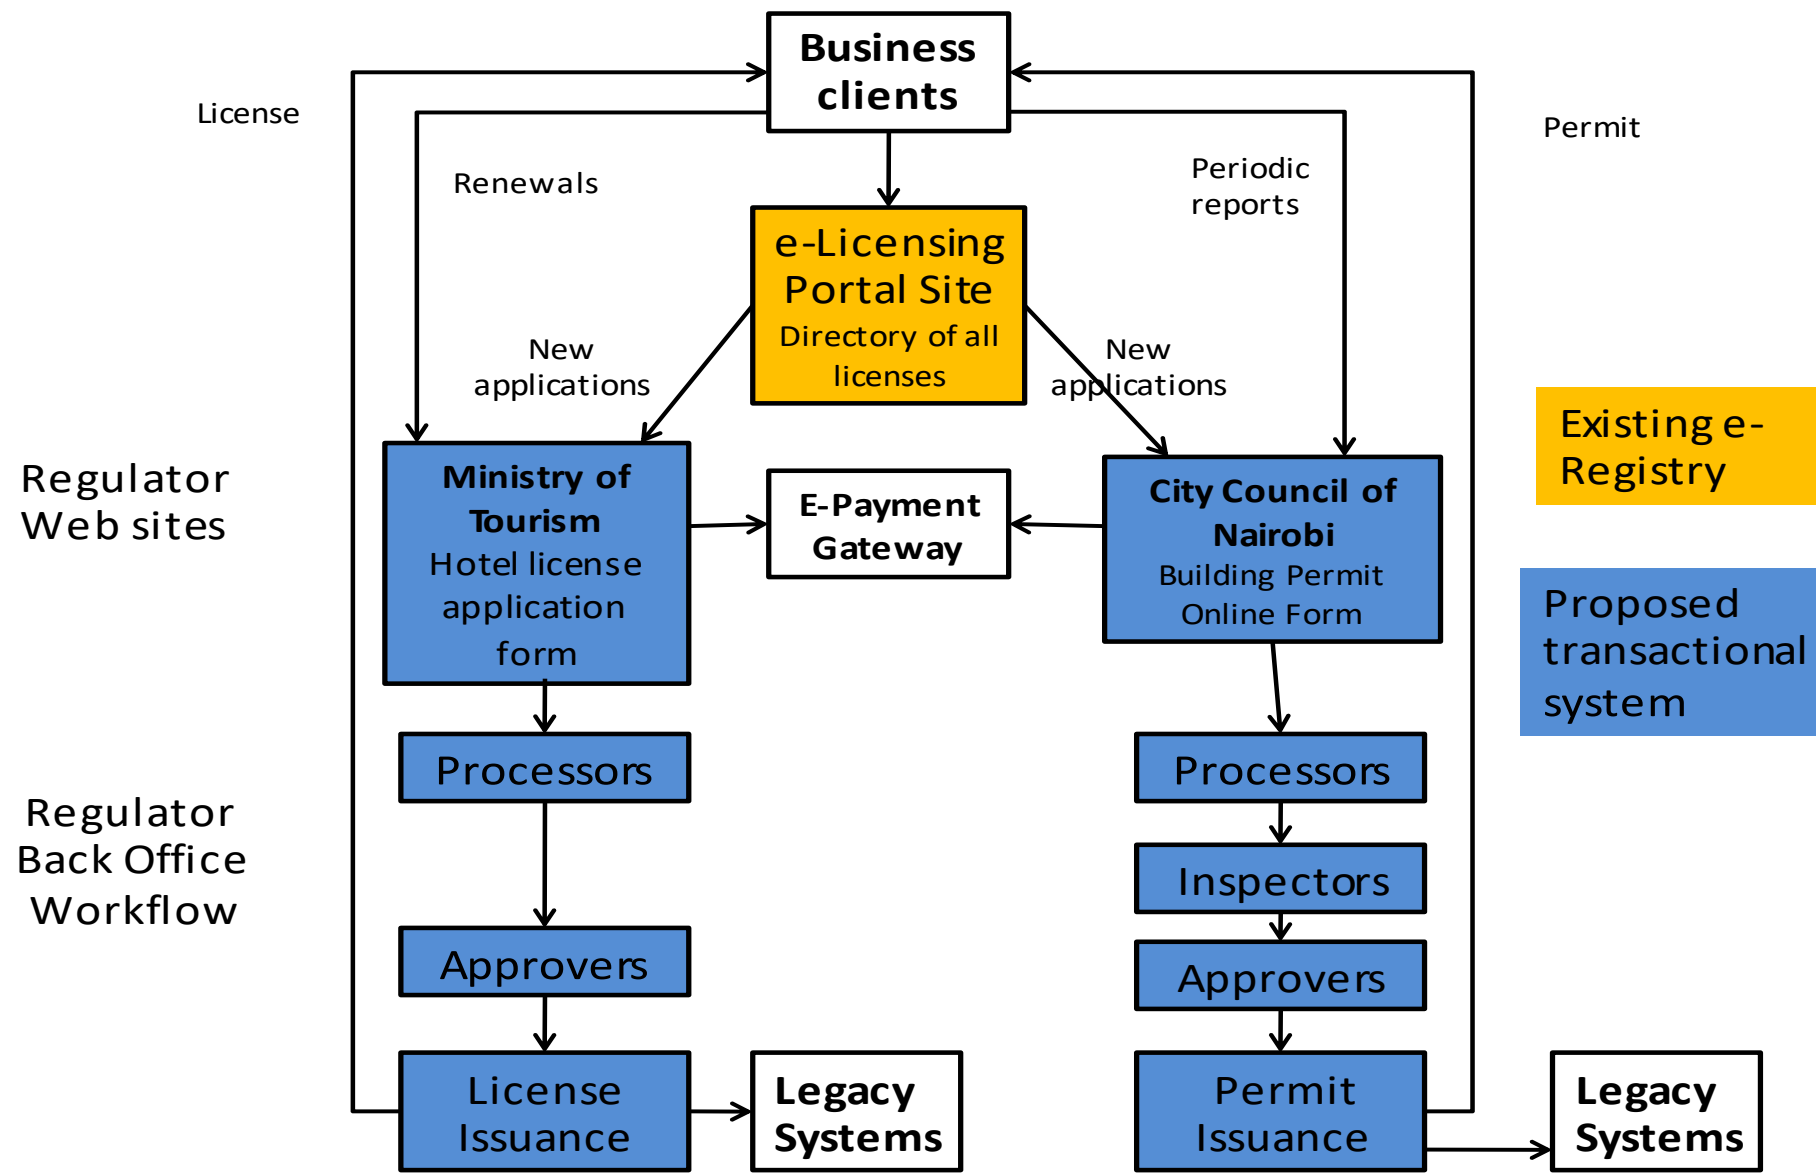 Business
clients
License
Permit
Renewals
Periodic
reports
e-Licensing
Portal Site
Directory of all
licenses
New
applications
New
applications
Existing e-
Registry
Regulator
Web sites
Ministry of
Tourism
Hotel license
application
form
E-Payment
Gateway
City Council of
Nairobi
Building Permit
Online Form
Proposed
transactional
system
Regulator
Back Office
Workflow
Processors
Approvers
License
Issuance
Legacy
Systems
Processors
Inspectors
Approvers
Permit
Issuance
Legacy
Systems